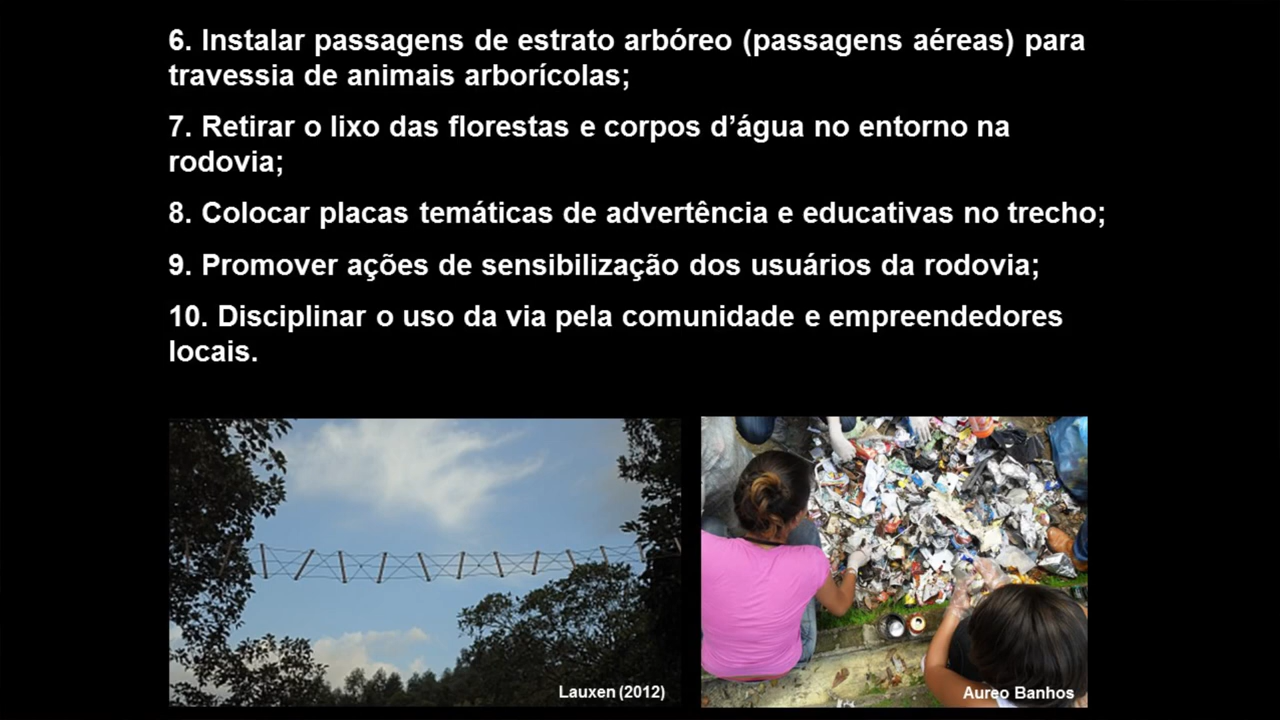 6. Instalar passagens de estrato arbóreo (passagens aéreas) para
travessia de animais arborícolas;
7. Retirar o lixo das florestas e corpos d’água no entorno na
rodovia;
8. Colocar placas temáticas de advertência e educativas no trecho;
9. Promover ações de sensibilização dos usuários da rodovia;
10. Disciplinar o uso da via pela comunidade e empreendedores
locais.
Lauxen (2012)
Aureo Banhos